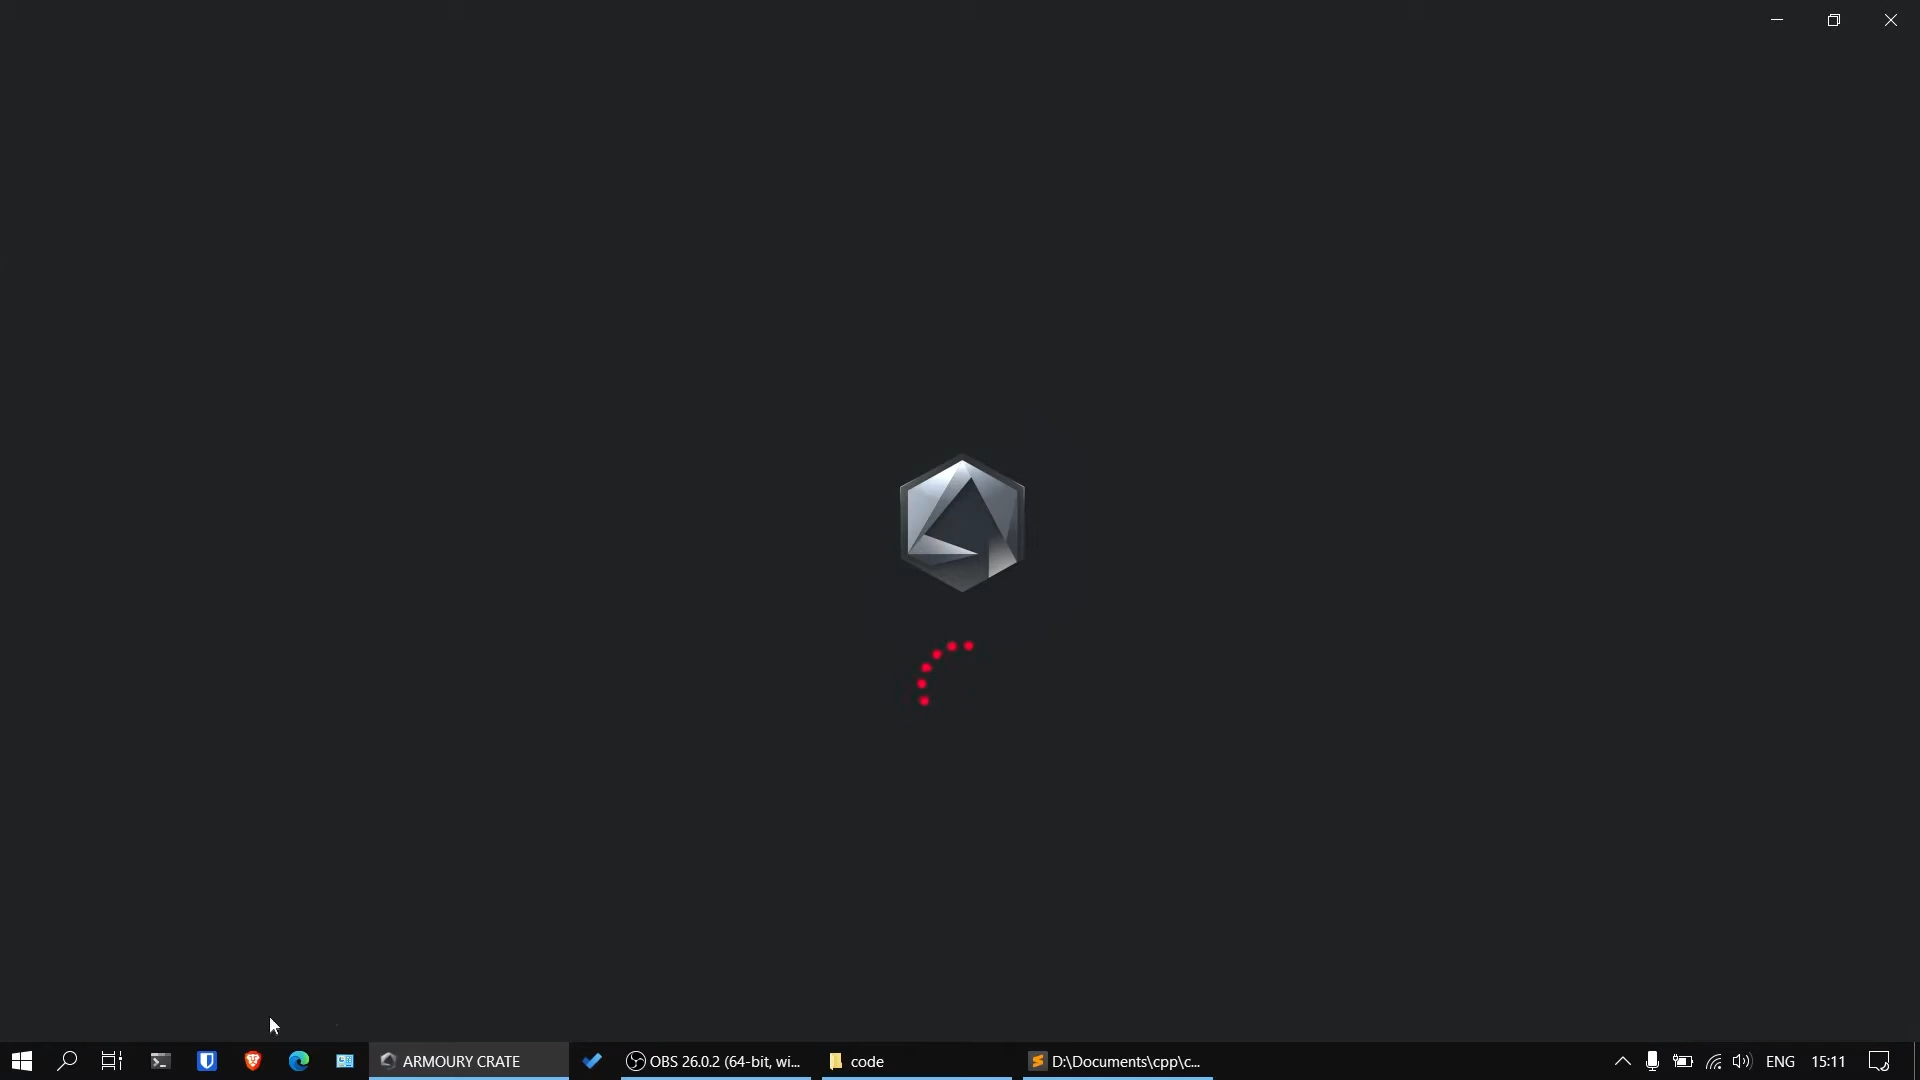 ARMOURY CRATE
OBS 26.0.2 (64-bit, wi...
code
D:\Documents\cpp\c...
ENG
15:11